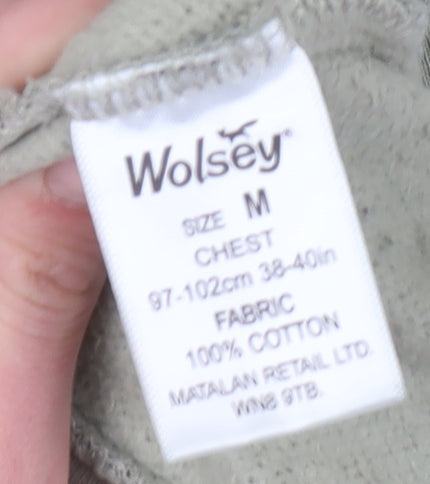 Wolsey
SIZE M
CHEST
97-102cm 38-40in
FABRIC
100% COTTON
MATALAN RETAIL LTD.
WN8 9TB.